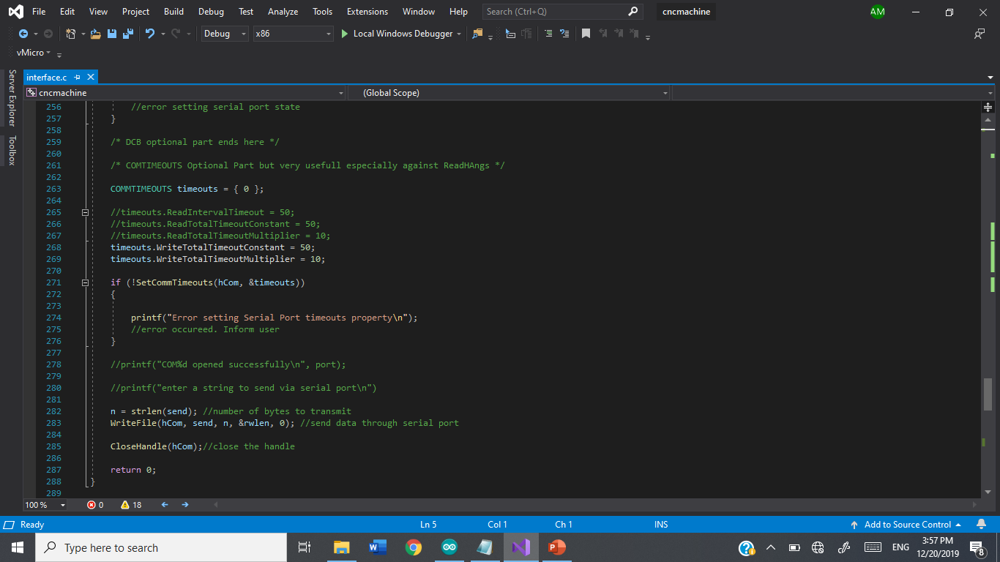 File Edit View Project Build Debug Test Analyze Tools Extensions Window Help Search (Ctrl+Q) cncmachine AM
Debug x86 Local Windows Debugger
vMicro
Server Explorer
Toolbox
interface.c
cncmachine (Global Scope)
256 //error setting serial port state
257 }
258
259 /* DCB optional part ends here */
260
261 /* COMTIMEOUTS Optional Part but very usefull especially against ReadHAngs */
262
263 COMMTIMEOUTS timeouts = { 0 };
264
265 //timeouts.ReadIntervalTimeout = 50;
266 //timeouts.ReadTotalTimeoutConstant = 50;
267 //timeouts.ReadTotalTimeoutMultiplier = 10;
268 timeouts.WriteTotalTimeoutConstant = 50;
269 timeouts.WriteTotalTimeoutMultiplier = 10;
270
271 if (!SetCommTimeouts(hCom, &timeouts))
272 {
273
274 printf("Error setting Serial Port timeouts property\n");
275 //error occureed. Inform user
276 }
277
278 //printf("COM%d opened successfully\n", port);
279
280 //printf("enter a string to send via serial port\n")
281
282 n = strlen(send); //number of bytes to transmit
283 WriteFile(hCom, send, n, &rwlen, 0); //send data through serial port
284
285 CloseHandle(hCom);//close the handle
286
287 return 0;
288 }
289
100 % 0 18
Ready Ln 5 Col 1 Ch 1 INS Add to Source Control
Type here to search ENG 3:57 PM
12/20/2019 8